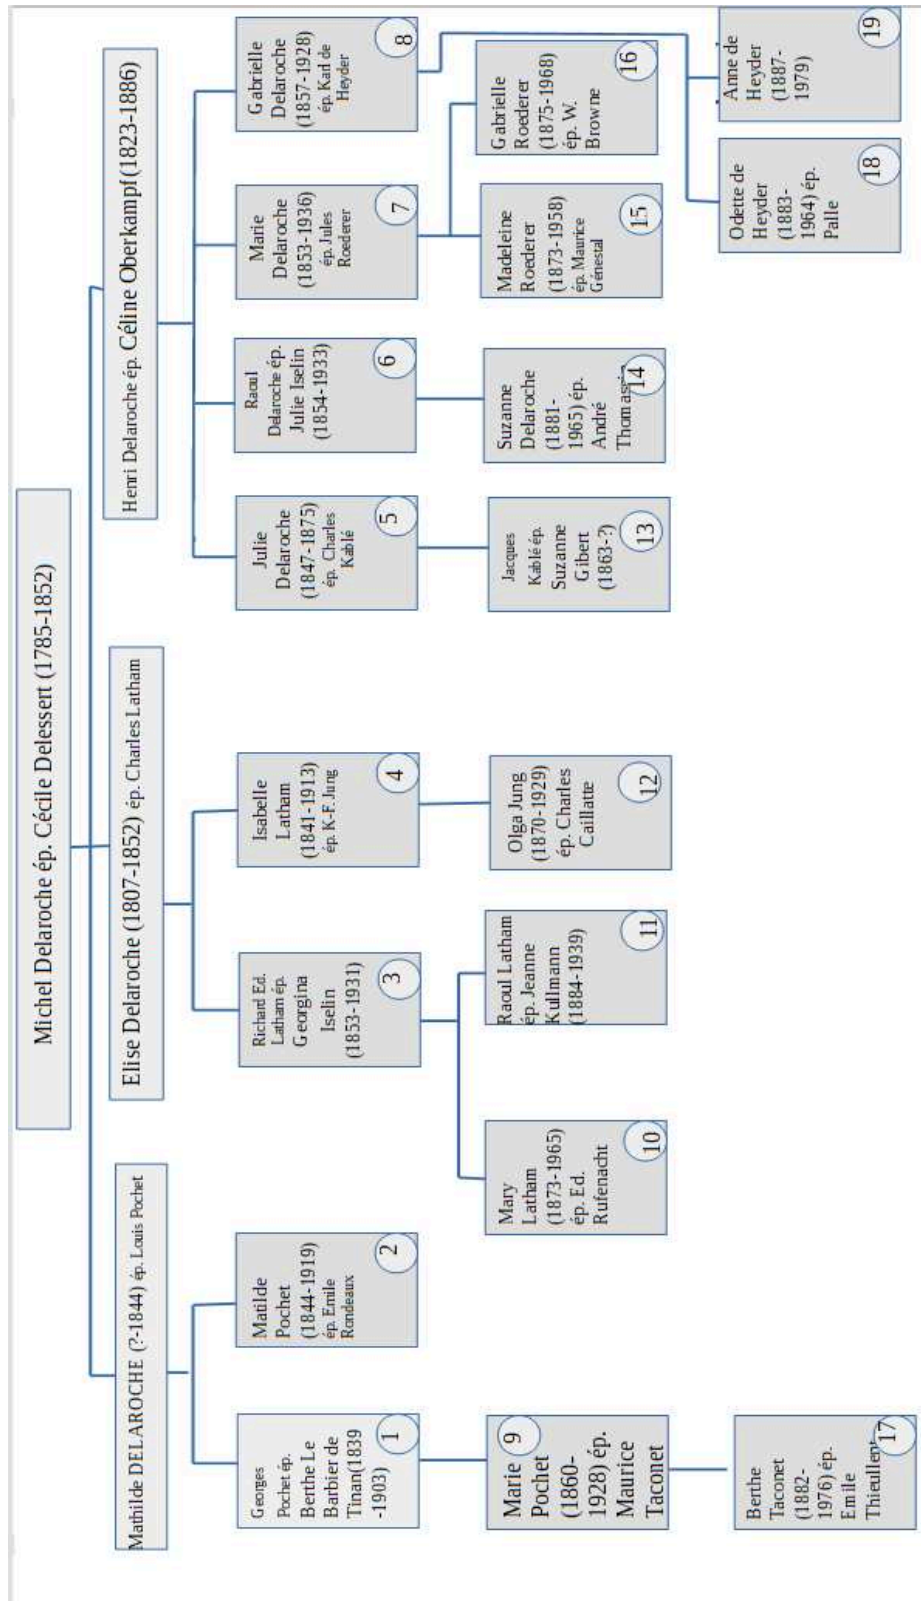 Michel Delaroche ép. Cécile Delessert (1785-1852)
Mathilde DELAROCHE (?-1844) ép. Louis Pochet
Elise Delaroche (1807-1852) ép. Charles Latham
Henri Delaroche ép. Céline Oberkampf (1823-1886)
Georges
Pochet ép.
Berthe Le
Barbier de
Tinan(1839
-1903)
1
Matilde
Pochet
(1844-1919)
ép. Emile
Rondeaux
2
Richard Ed.
Latham ép.
Georgina
Iselin
(1853-1931)
3
Isabelle
Latham
(1841-1913)
ép. K-F. Jung
4
Julie
Delaroche
(1847-1875)
ép. Charles
Kablé
5
Raoul
Delaroche ép.
Julie Iselin
(1854-1933)
6
Marie
Delaroche
(1853-1936)
ép. Jules
Roederer
7
Gabrielle
Delaroche
(1857-1928)
ép. Karl de
Heyder
8
Marie
Pochet
(1860-
1928) ép.
Maurice
Taconet
9
Mary
Latham
(1873-1965)
ép. Ed.
Rufenacht
10
Raoul Latham
ép. Jeanne
Kullmann
(1884-1939)
11
Olga Jung
(1870-1929)
ép. Charles
Caillatte
12
Jacques
Kablé ép.
Suzanne
Gibert
(1863-?)
13
Suzanne
Delaroche
(1881-
1965) ép.
André
Thomassin
14
Madeleine
Roederer
(1873-1958)
ép. Maurice
Génestal
15
Gabrielle
Roederer
(1875-1968)
ép. W.
Browne
16
Berthe
Taconet
(1882-
1976) ép.
Emile
Thieullent
17
Odette de
Heyder
(1883-
1964) ép.
Palle
18
Anne de
Heyder
(1887-
1979)
19